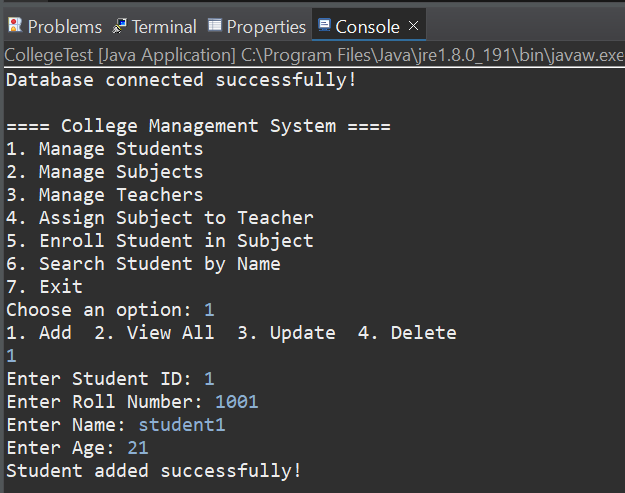 Problems Terminal Properties Console ×
CollegeTest [Java Application] C:\Program Files\Java\jre1.8.0_191\bin\javaw.exe
Database connected successfully!
==== College Management System ====
1. Manage Students
2. Manage Subjects
3. Manage Teachers
4. Assign Subject to Teacher
5. Enroll Student in Subject
6. Search Student by Name
7. Exit
Choose an option: 1
1. Add  2. View All  3. Update  4. Delete
1
Enter Student ID: 1
Enter Roll Number: 1001
Enter Name: student1
Enter Age: 21
Student added successfully!